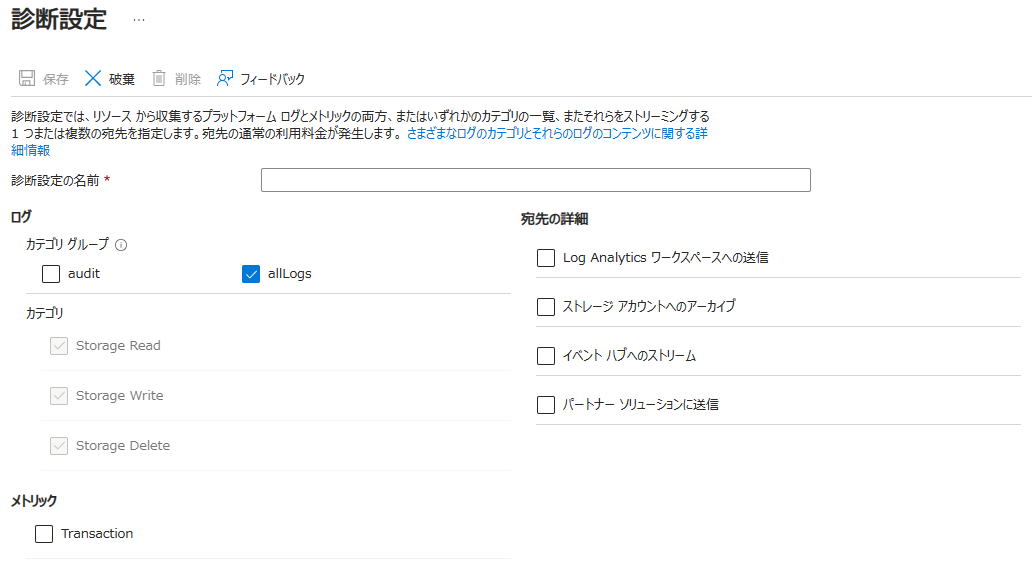 診断設定 …
保存 破棄 削除 フィードバック
診断設定では、リソース から収集するプラットフォーム ログとメトリックの両方、またはいずれかのカテゴリの一覧、またそれらをストリーミングする
1 つまたは複数の宛先を指定します。宛先の通常の利用料金が発生します。 さまざまなログのカテゴリとそれらのログのコンテンツに関する詳
細情報
診断設定の名前 *
ログ
カテゴリ グループ
audit
allLogs
カテゴリ
Storage Read
Storage Write
Storage Delete
メトリック
Transaction
宛先の詳細
Log Analytics ワークスペースへの送信
ストレージ アカウントへのアーカイブ
イベント ハブへのストリーム
パートナー ソリューションに送信